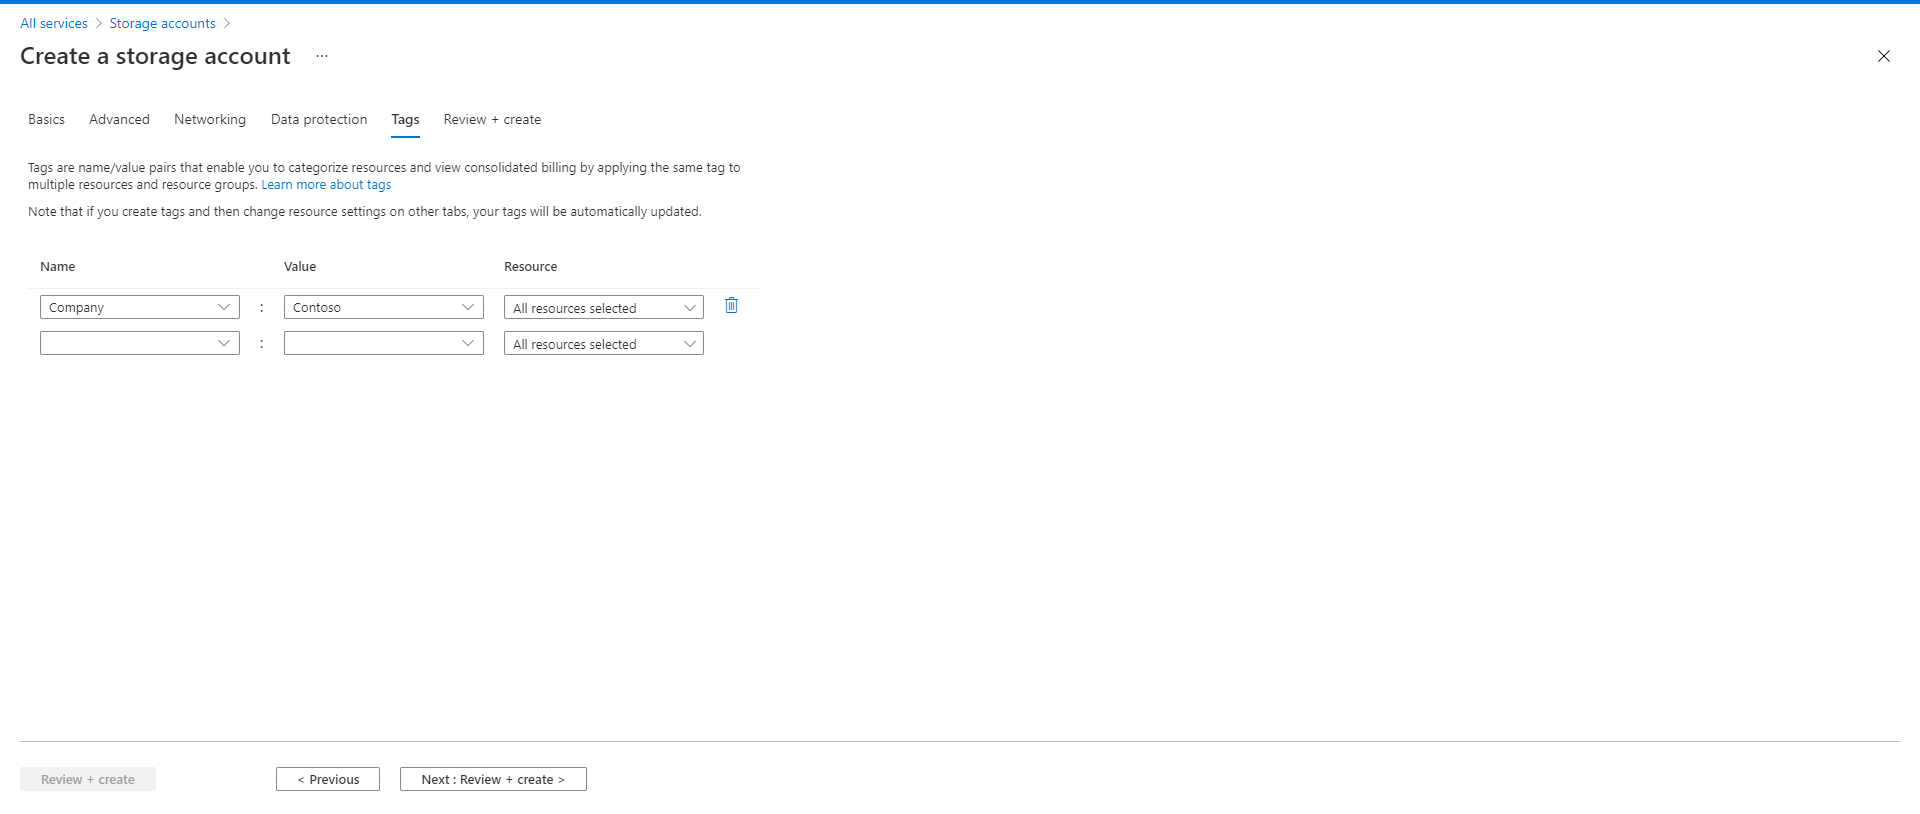 All services > Storage accounts >
Create a storage account ...
Basics Advanced Networking Data protection Tags Review + create
Tags are name/value pairs that enable you to categorize resources and view consolidated billing by applying the same tag to
multiple resources and resource groups. Learn more about tags
Note that if you create tags and then change resource settings on other tabs, your tags will be automatically updated.
Name Value Resource
Company : Contoso All resources selected
: All resources selected
Review + create < Previous Next : Review + create >